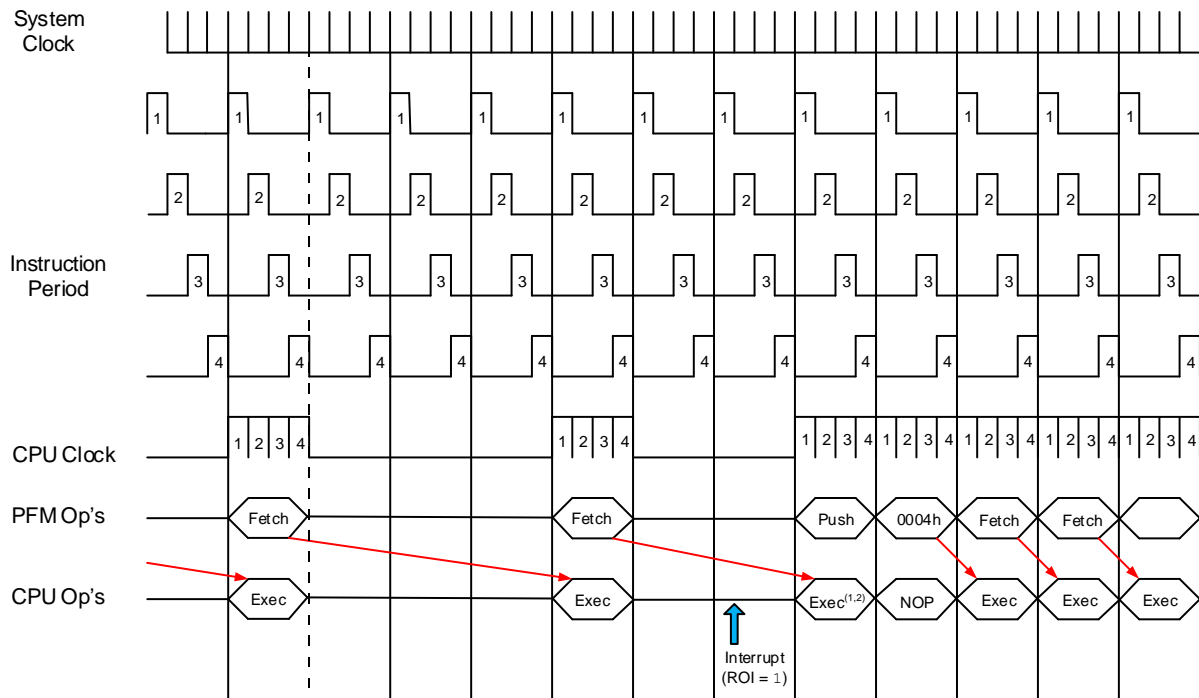 System
Clock
1 1 1 1 1 1 1 1 1 1 1 1 1
2 2 2 2 2 2 2 2 2 2 2 2 2
Instruction
Period
3 3 3 3 3 3 3 3 3 3 3 3 3
4 4 4 4 4 4 4 4 4 4 4 4 4
CPU Clock
1 2 3 4 1 2 3 4 1 2 3 4 1 2 3 4 1 2 3 4 1 2 3 4 1 2 3 4
PFM Op's
Fetch Fetch Push 0004h Fetch Fetch
CPU Op's
Exec Exec Exec(1,2) NOP Exec Exec Exec
Interrupt
(ROI = 1)